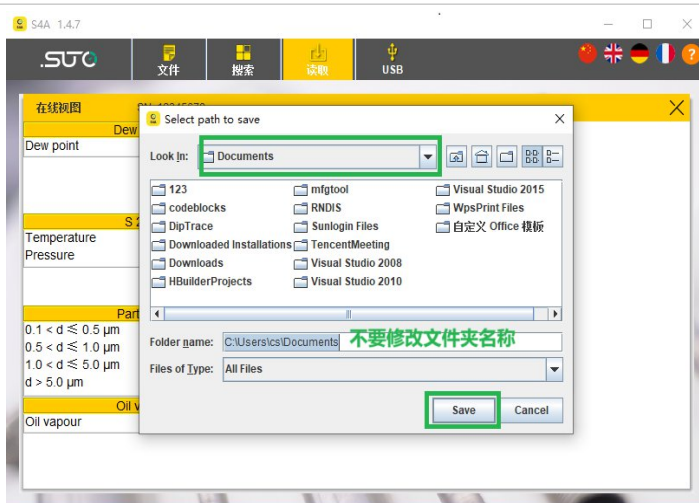 S4A 1.4.7
.SUTO
文件
搜索
读取
USB
在线视图
Dew
Dew point
S
Temperature
Pressure
Part
0.1 < d ≤ 0.5 µm
0.5 < d ≤ 1.0 µm
1.0 < d ≤ 5.0 µm
d > 5.0 µm
Oil v
Oil vapour
Select path to save
Look In:
Documents
123
codeblocks
DipTrace
Downloaded Installations
Downloads
HBuilderProjects
mfgtool
RNDIS
Sunlogin Files
TencentMeeting
Visual Studio 2008
Visual Studio 2010
Visual Studio 2015
WpsPrint Files
自定义 Office 模板
Folder name:
C:\Users\cs\Documents
不要修改文件夹名称
Files of Type:
All Files
Save
Cancel